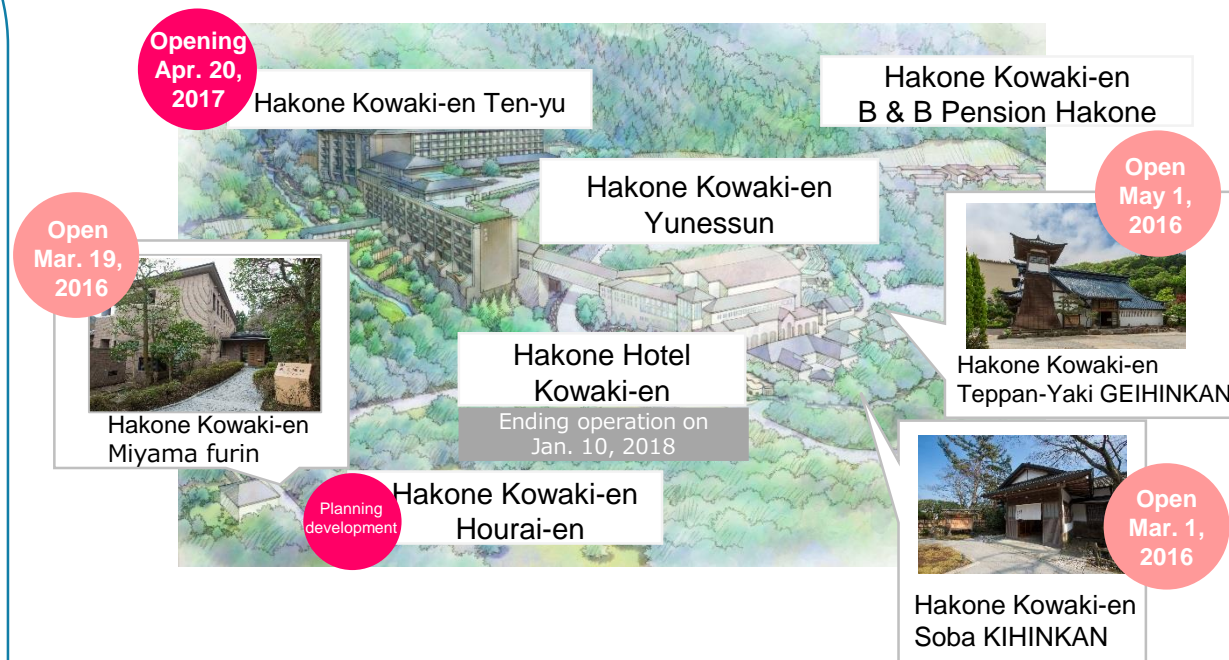 Opening
Apr. 20,
2017
Hakone Kowaki-en Ten-yu
Hakone Kowaki-en
B & B Pension Hakone
Hakone Kowaki-en
Yunessun
Open
May 1,
2016
Hakone Kowaki-en
Teppan-Yaki GEIHINKAN
Open
Mar. 19,
2016
Hakone Kowaki-en
Miyama furin
Hakone Hotel
Kowaki-en
Ending operation on
Jan. 10, 2018
Planning
development
Hakone Kowaki-en
Hourai-en
Open
Mar. 1,
2016
Hakone Kowaki-en
Soba KIHINKAN